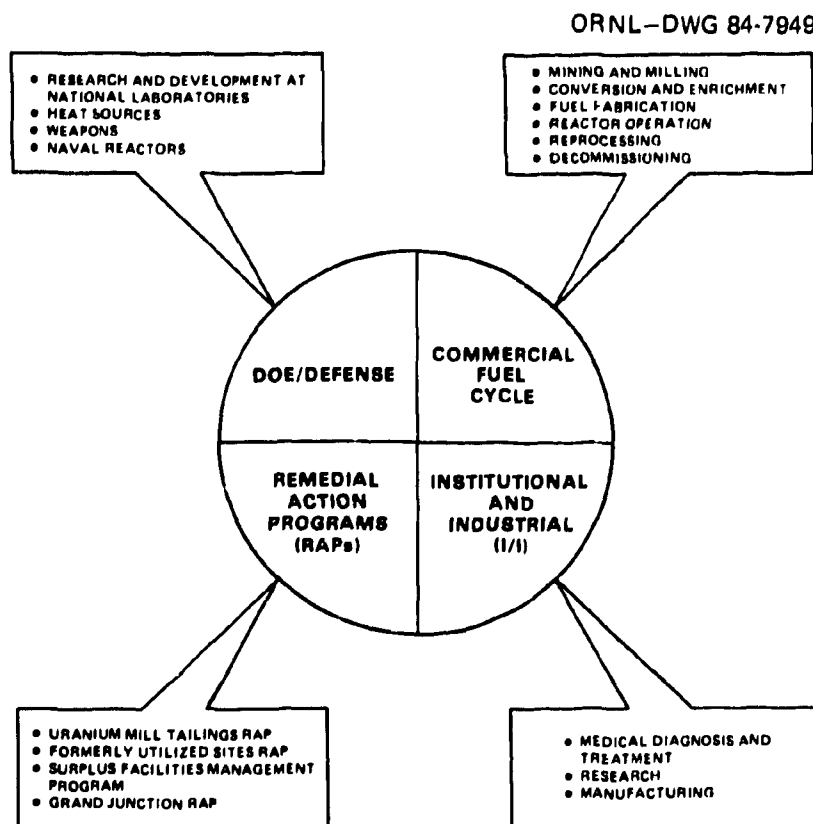 ORNL–DWG 84-7949
• RESEARCH AND DEVELOPMENT AT
NATIONAL LABORATORIES
• HEAT SOURCES
• WEAPONS
• NAVAL REACTORS
• MINING AND MILLING
• CONVERSION AND ENRICHMENT
• FUEL FABRICATION
• REACTOR OPERATION
• REPROCESSING
• DECOMMISSIONING
DOE/DEFENSE
COMMERCIAL
FUEL
CYCLE
REMEDIAL
ACTION
PROGRAMS
(RAPs)
INSTITUTIONAL
AND
INDUSTRIAL
(I/I)
• URANIUM MILL TAILINGS RAP
• FORMERLY UTILIZED SITES RAP
• SURPLUS FACILITIES MANAGEMENT
PROGRAM
• GRAND JUNCTION RAP
• MEDICAL DIAGNOSIS AND
TREATMENT
• RESEARCH
• MANUFACTURING